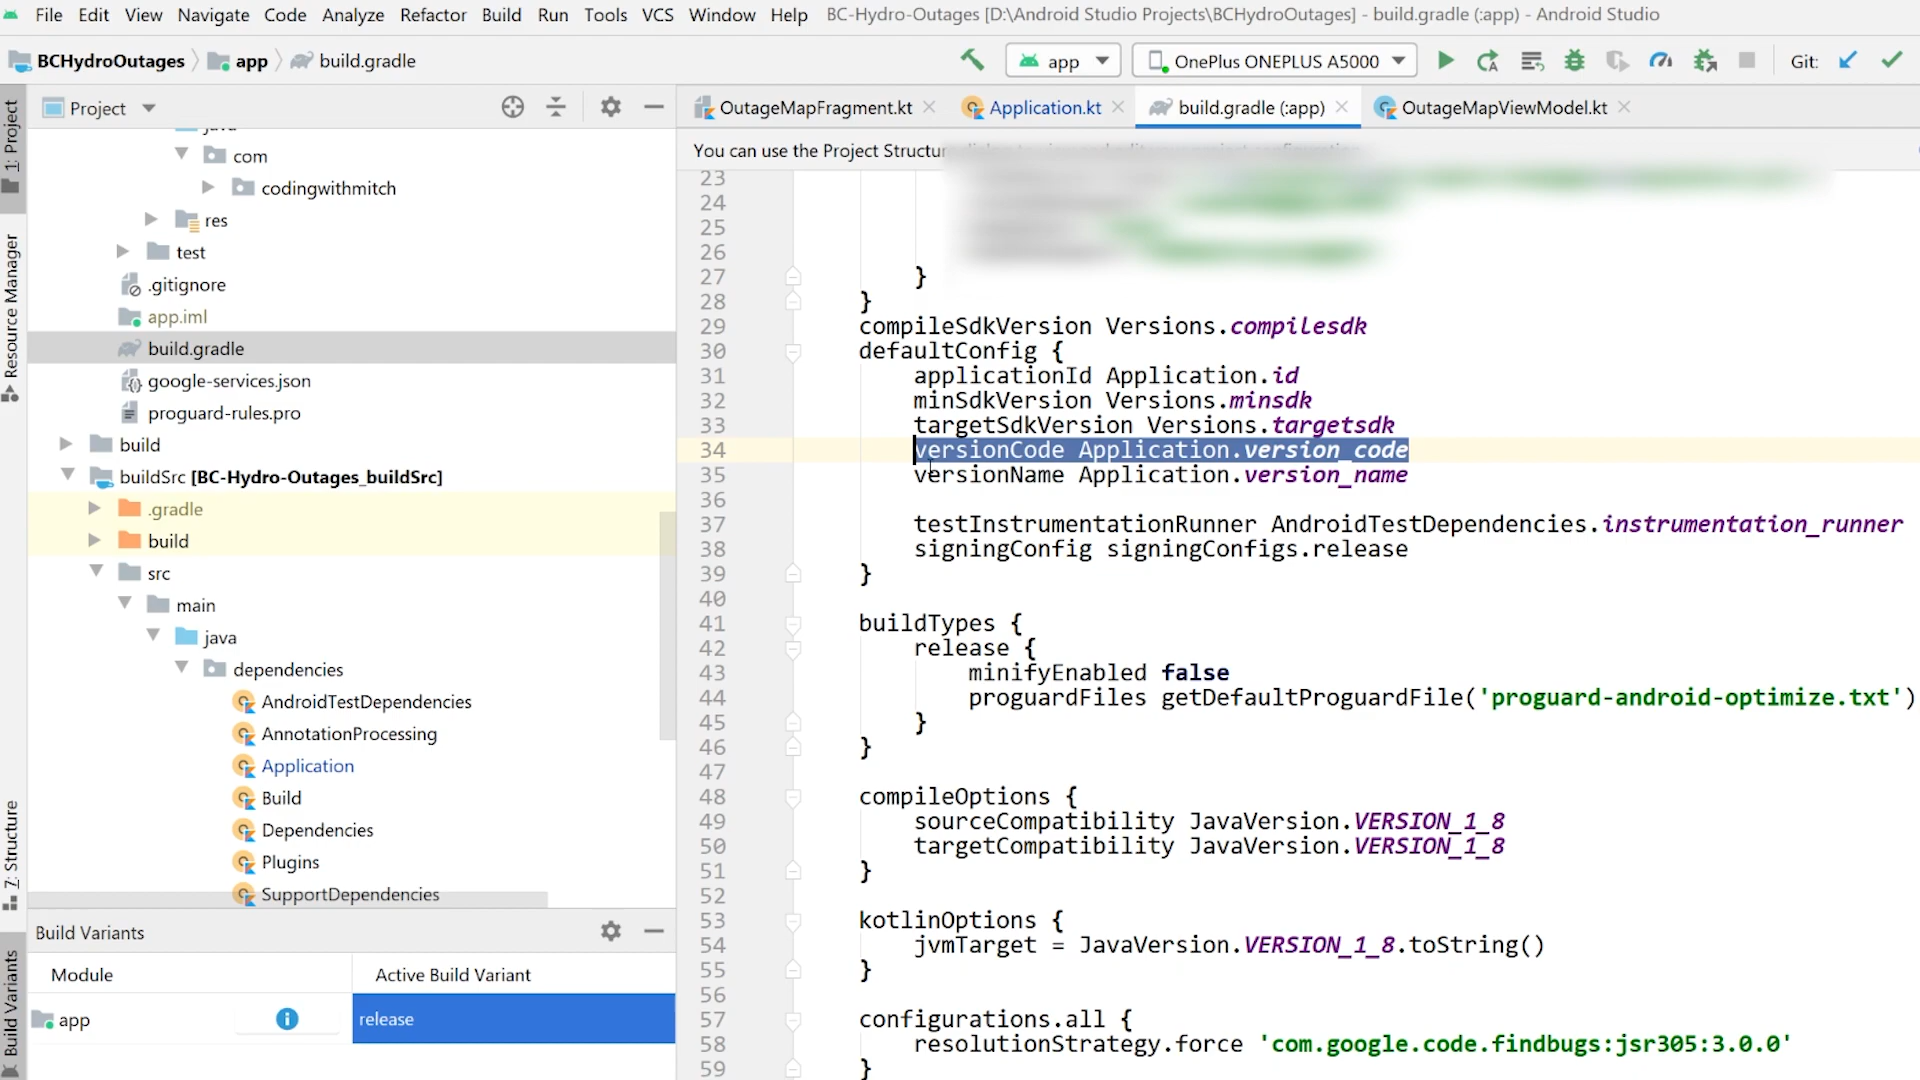 File Edit View Navigate Code Analyze Refactor Build Run Tools VCS Window Help BC-Hydro-Outages [D:\Android Studio Projects\BCHydroOutages] - build.gradle (:app) - Android Studio
BCHydroOutages app build.gradle app OnePlus ONEPLUS A5000 Git:
1: Project
Resource Manager
7: Structure
Build Variants
Project
java
com
codingwithmitch
res
test
.gitignore
app.iml
build.gradle
google-services.json
proguard-rules.pro
build
buildSrc [BC-Hydro-Outages_buildSrc]
.gradle
build
src
main
java
dependencies
AndroidTestDependencies
AnnotationProcessing
Application
Build
Dependencies
Plugins
SupportDependencies
Build Variants
Module Active Build Variant
app release
OutageMapFragment.kt Application.kt build.gradle (:app) OutageMapViewModel.kt
You can use the Project
23
24
25
26
27 }
28 }
29 compileSdkVersion Versions.compilesdk
30 defaultConfig {
31 applicationId Application.id
32 minSdkVersion Versions.minsdk
33 targetSdkVersion Versions.targetsdk
34 versionCode Application.version_code
35 versionName Application.version_name
36
37 testInstrumentationRunner AndroidTestDependencies.instrumentation_runner
38 signingConfig signingConfigs.release
39 }
40
41 buildTypes {
42 release {
43 minifyEnabled false
44 proguardFiles getDefaultProguardFile('proguard-android-optimize.txt')
45 }
46 }
47
48 compileOptions {
49 sourceCompatibility JavaVersion.VERSION_1_8
50 targetCompatibility JavaVersion.VERSION_1_8
51 }
52
53 kotlinOptions {
54 jvmTarget = JavaVersion.VERSION_1_8.toString()
55 }
56
57 configurations.all {
58 resolutionStrategy.force 'com.google.code.findbugs:jsr305:3.0.0'
59 }